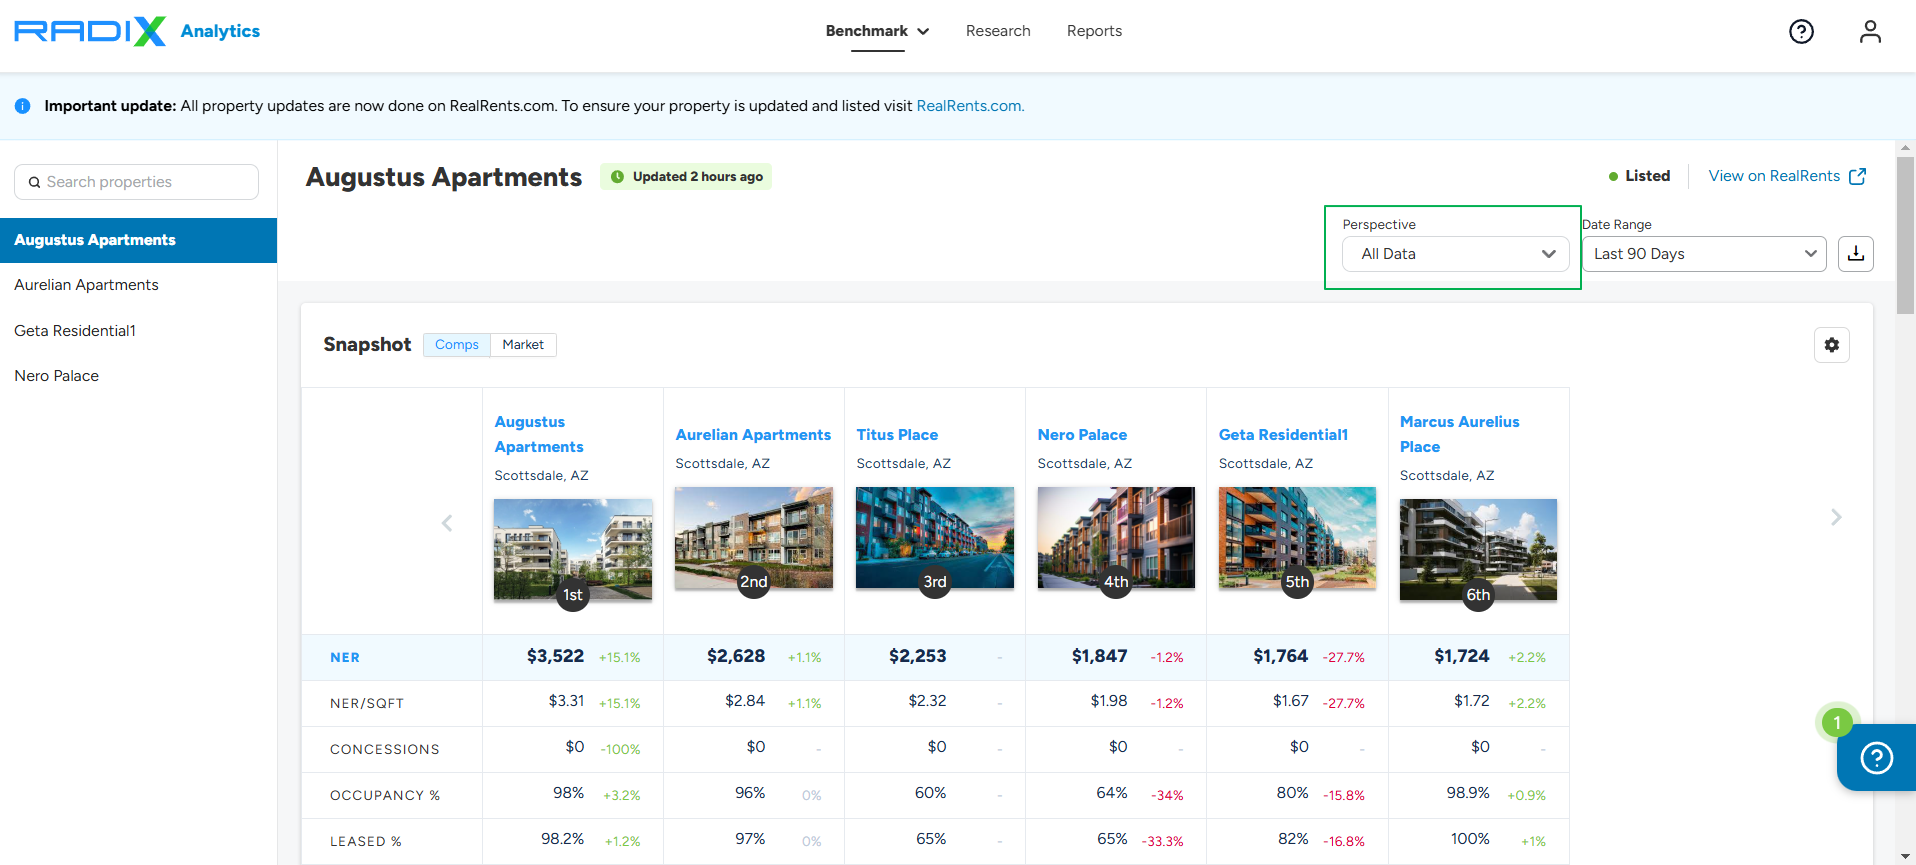 RADIX Analytics
Benchmark Research Reports
Important update: All property updates are now done on RealRents.com. To ensure your property is updated and listed visit RealRents.com.
Search properties
Augustus Apartments
Aurelian Apartments
Geta Residential1
Nero Palace
Augustus Apartments Updated 2 hours ago
Listed View on RealRents
Perspective Date Range
All Data Last 90 Days
Snapshot Comps Market
Augustus Apartments
Scottsdale, AZ
1st
Aurelian Apartments
Scottsdale, AZ
2nd
Titus Place
Scottsdale, AZ
3rd
Nero Palace
Scottsdale, AZ
4th
Geta Residential1
Scottsdale, AZ
5th
Marcus Aurelius Place
Scottsdale, AZ
6th
NER $3,522 +15.1% $2,628 +1.1% $2,253 - $1,847 -1.2% $1,764 -27.7% $1,724 +2.2%
NER/SQFT $3.31 +15.1% $2.84 +1.1% $2.32 - $1.98 -1.2% $1.67 -27.7% $1.72 +2.2%
CONCESSIONS $0 -100% $0 - $0 - $0 - $0 - $0 -
OCCUPANCY % 98% +3.2% 96% 0% 60% - 64% -34% 80% -15.8% 98.9% +0.9%
LEASED % 98.2% +1.2% 97% 0% 65% - 65% -33.3% 82% -16.8% 100% +1%
1